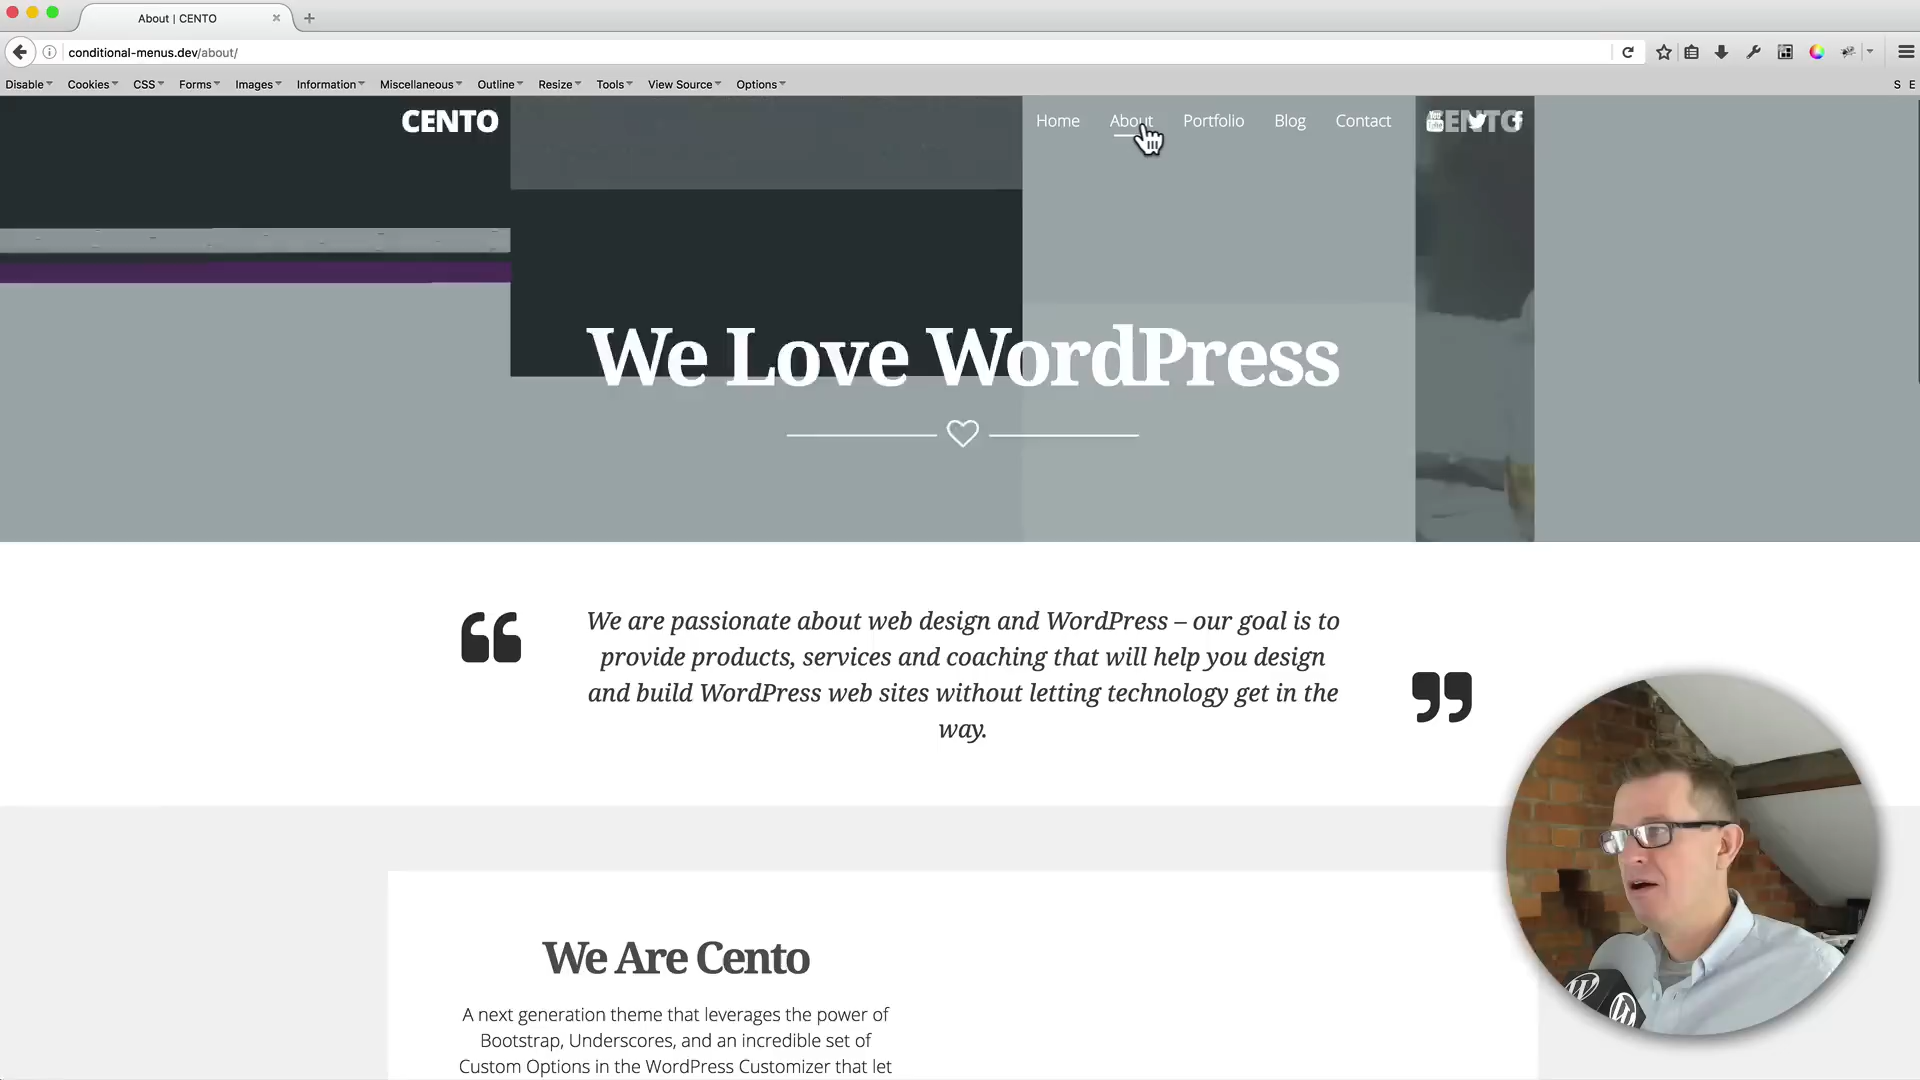 About | CENTO
conditional-menus.dev/about/
Disable Cookies CSS Forms Images Information Miscellaneous Outline Resize Tools View Source Options S E
CENTO Home About Portfolio Blog Contact CENTO
We Love WordPress
We are passionate about web design and WordPress – our goal is to
provide products, services and coaching that will help you design
and build WordPress web sites without letting technology get in the
way.
We Are Cento
A next generation theme that leverages the power of
Bootstrap, Underscores, and an incredible set of
Custom Options in the WordPress Customizer that let